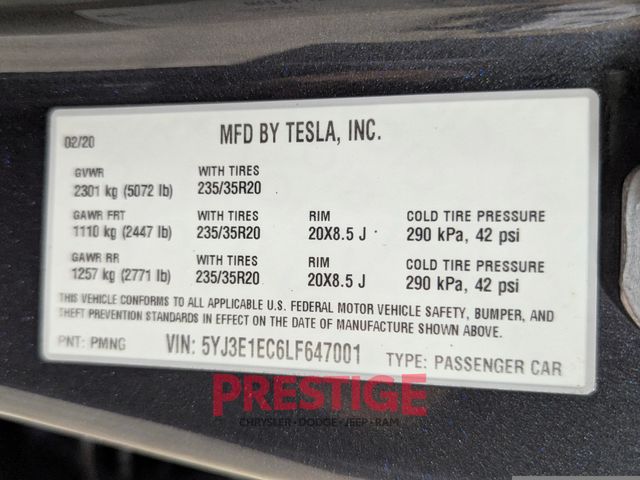 02/20
MFD BY TESLA, INC.
GVWR
2301 kg (5072 lb)
WITH TIRES
235/35R20
GAWR FRT
1110 kg (2447 lb)
WITH TIRES
235/35R20
RIM
20X8.5 J
COLD TIRE PRESSURE
290 kPa, 42 psi
GAWR RR
1257 kg (2771 lb)
WITH TIRES
235/35R20
RIM
20X8.5 J
COLD TIRE PRESSURE
290 kPa, 42 psi
THIS VEHICLE CONFORMS TO ALL APPLICABLE U.S. FEDERAL MOTOR VEHICLE SAFETY, BUMPER, AND
THEFT PREVENTION STANDARDS IN EFFECT ON THE DATE OF MANUFACTURE SHOWN ABOVE.
PNT: PMNG
VIN: 5YJ3E1EC6LF647001
TYPE: PASSENGER CAR
PRESTIGE
CHRYSLER • DODGE • JEEP • RAM